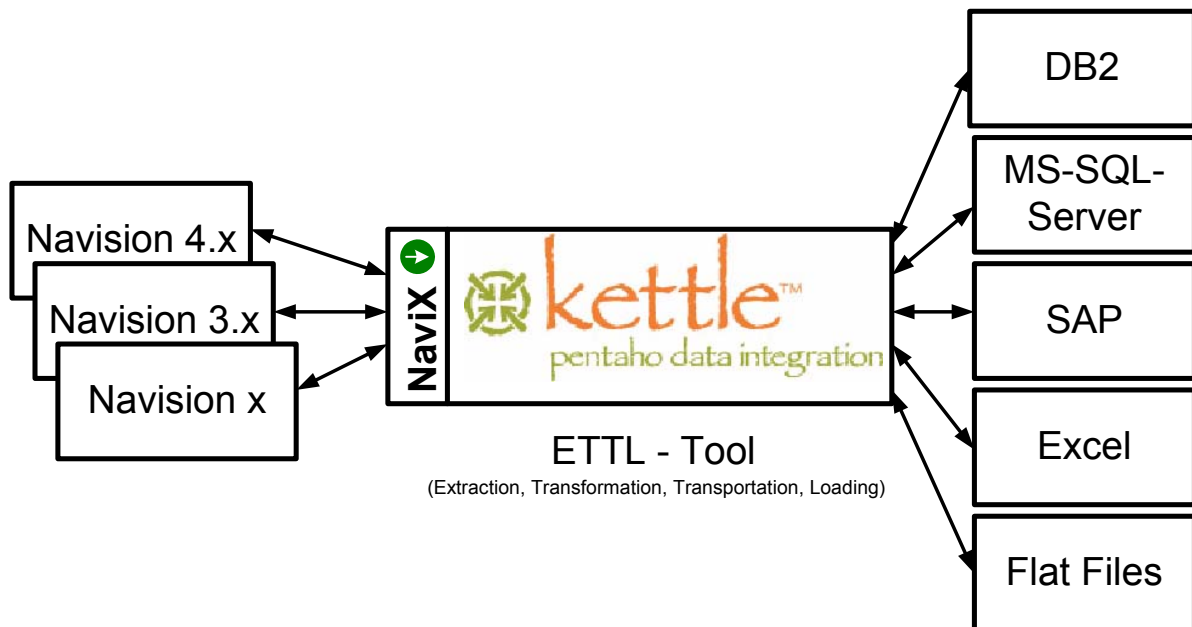 Navision 4.x
Navision 3.x
Navision x
NaviX
kettle™
pentaho data integration
ETTL - Tool
(Extraction, Transformation, Transportation, Loading)
DB2
MS-SQL-
Server
SAP
Excel
Flat Files